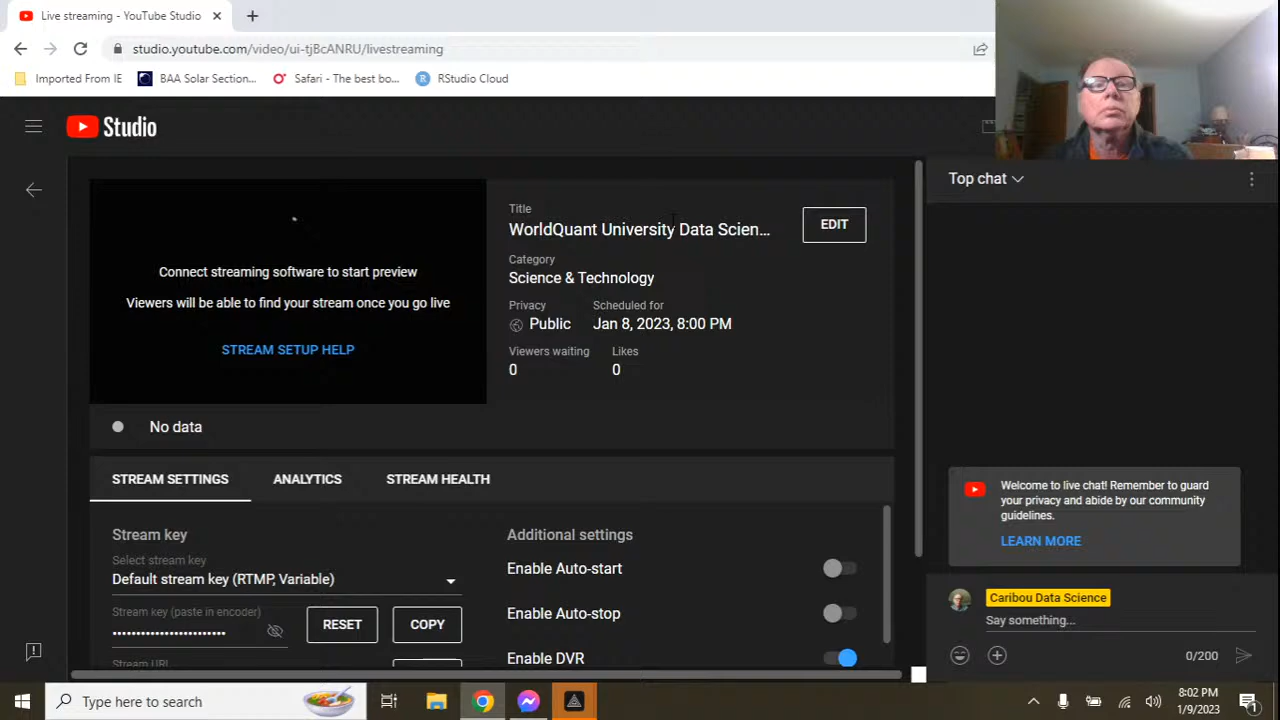 Live streaming - YouTube Studio
studio.youtube.com/video/ui-tjBcANRU/livestreaming
Imported From IE
BAA Solar Section...
Safari - The best bo...
R
RStudio Cloud
Studio
Top chat
Connect streaming software to start preview
Viewers will be able to find your stream once you go live
STREAM SETUP HELP
Title
WorldQuant University Data Scien...
EDIT
Category
Science & Technology
Privacy
Scheduled for
Public
Jan 8, 2023, 8:00 PM
Viewers waiting
Likes
0
0
No data
STREAM SETTINGS
ANALYTICS
STREAM HEALTH
Stream key
Select stream key
Default stream key (RTMP, Variable)
Stream key (paste in encoder)
••••••••••••••••••••••••
RESET
COPY
Stream URL
Additional settings
Enable Auto-start
Enable Auto-stop
Enable DVR
Welcome to live chat! Remember to guard
your privacy and abide by our community
guidelines.
LEARN MORE
Caribou Data Science
Say something...
0/200
Type here to search
8:02 PM
1/9/2023
1